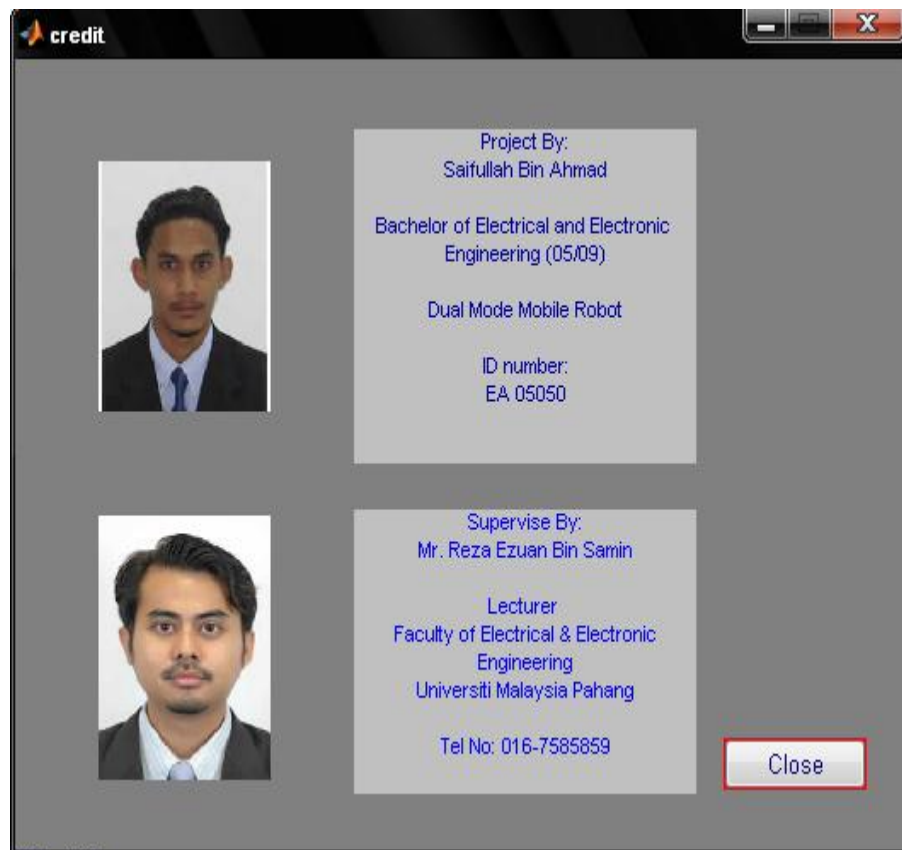 credit
Project By:
Saifullah Bin Ahmad
Bachelor of Electrical and Electronic
Engineering (05/09)
Dual Mode Mobile Robot
ID number:
EA 05050
Supervise By:
Mr. Reza Ezuan Bin Samin
Lecturer
Faculty of Electrical & Electronic
Engineering
Universiti Malaysia Pahang
Tel No: 016-7585859
Close